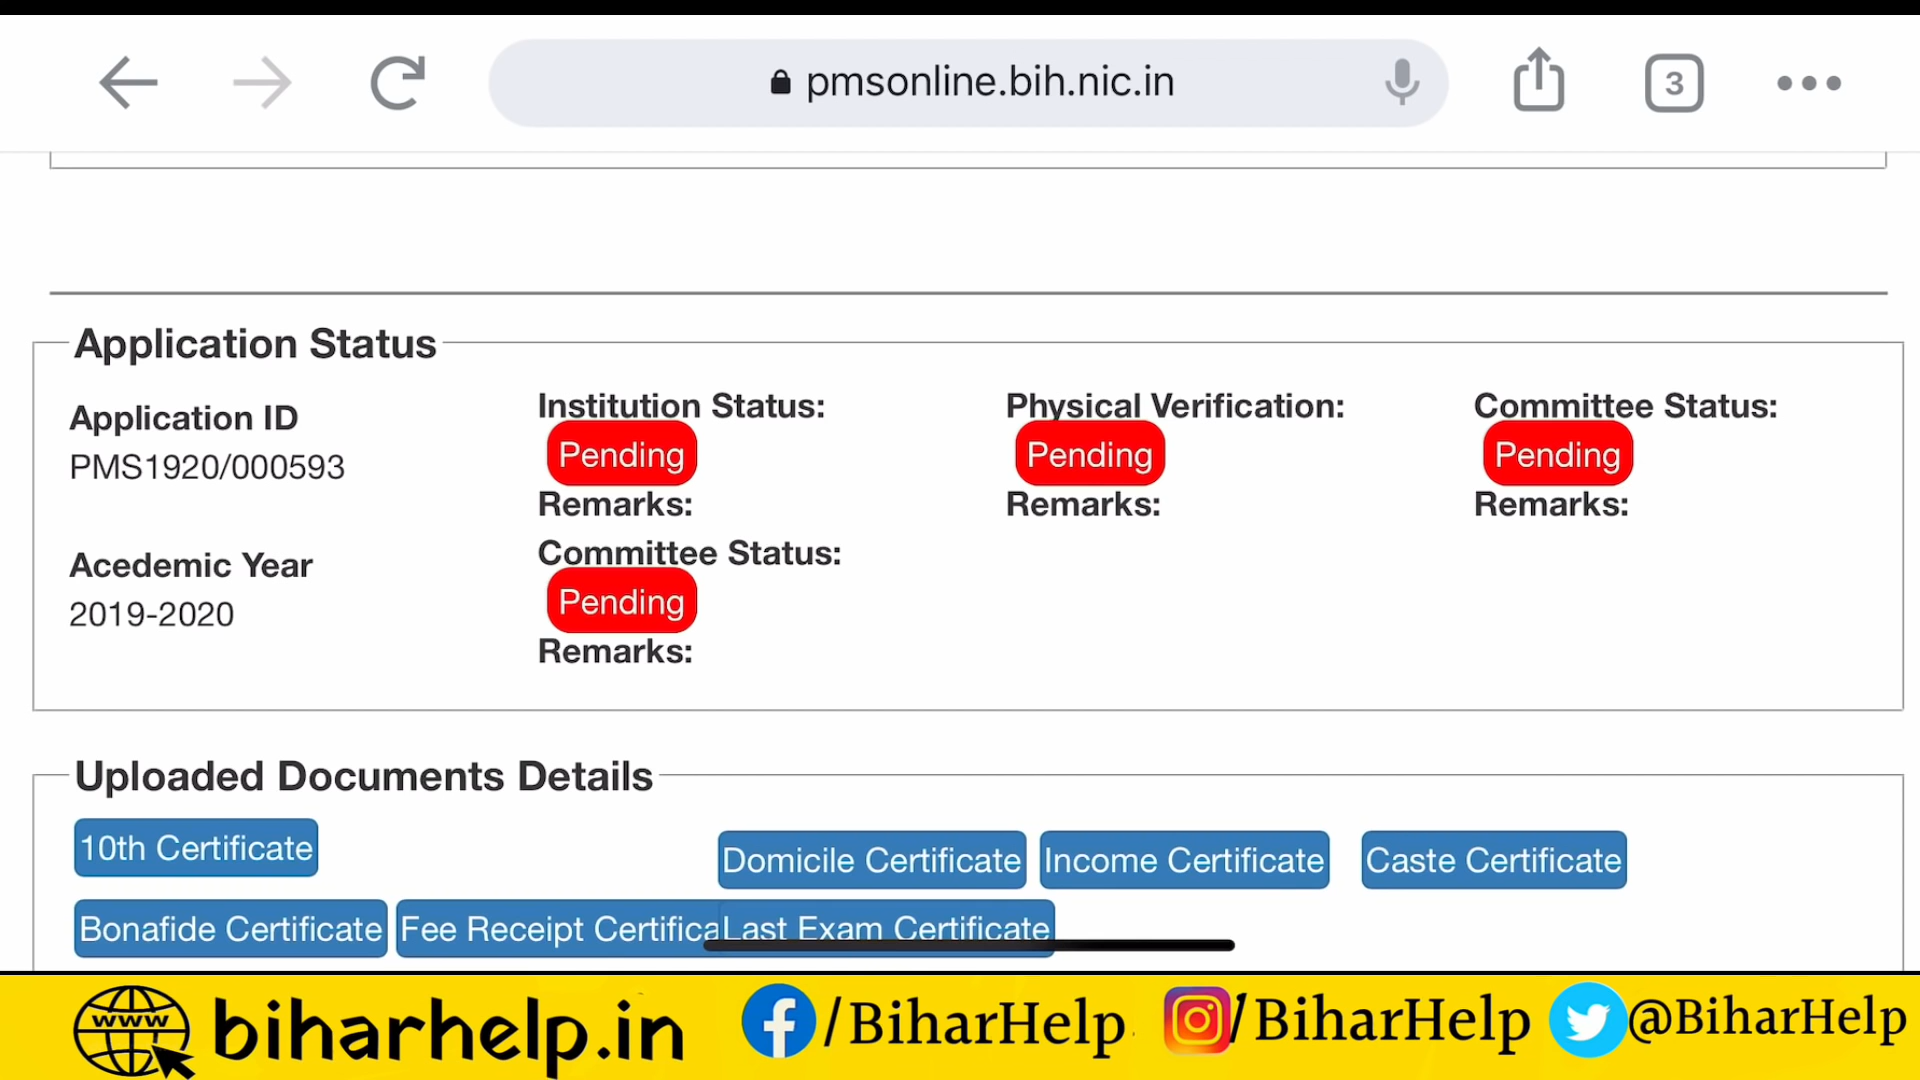 pmsonline.bih.nic.in
3
Application Status
Application ID
PMS1920/000593
Institution Status:
Pending
Remarks:
Physical Verification:
Pending
Remarks:
Committee Status:
Pending
Remarks:
Acedemic Year
2019-2020
Committee Status:
Pending
Remarks:
Uploaded Documents Details
10th Certificate
Domicile Certificate
Income Certificate
Caste Certificate
Bonafide Certificate
Fee Receipt Certifica
Last Exam Certificate
www
biharhelp.in
/BiharHelp
/BiharHelp
@BiharHelp